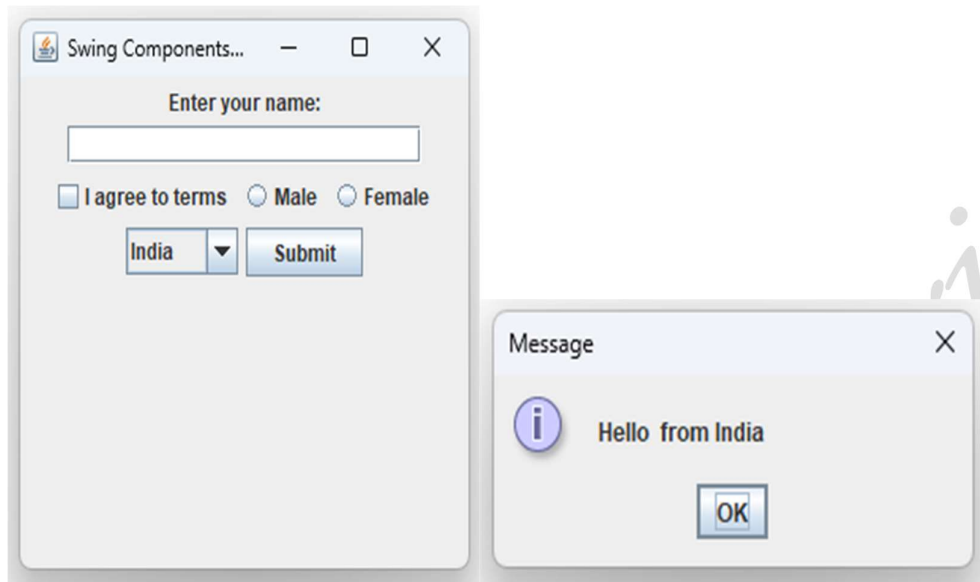 Swing Components...
Enter your name:
I agree to terms Male Female
India Submit
Message
Hello from India
OK